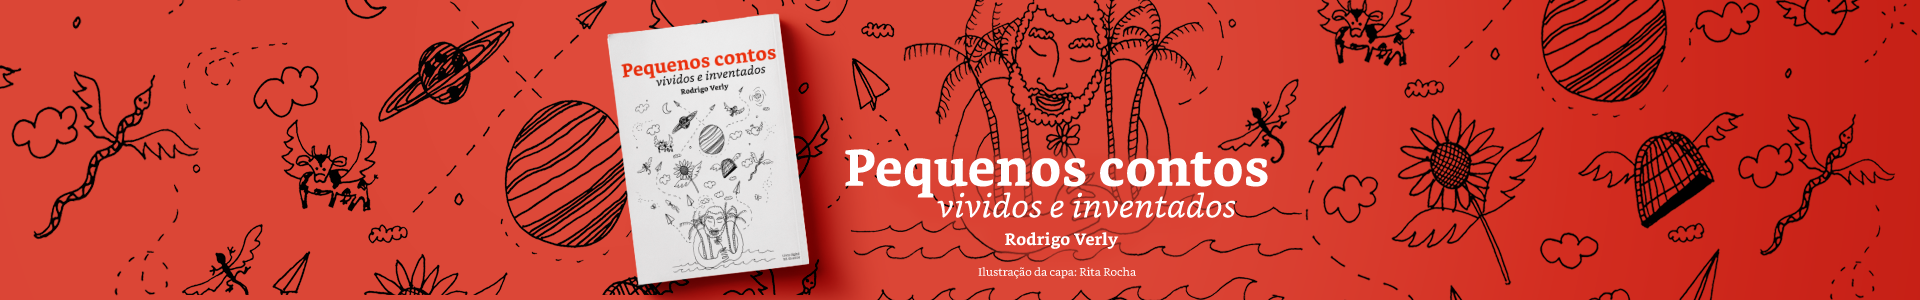 Pequenos contos
vividos e inventados
Rodrigo Verly
Pequenos contos
vividos e inventados
Rodrigo Verly
Ilustração da capa: Rita Rocha